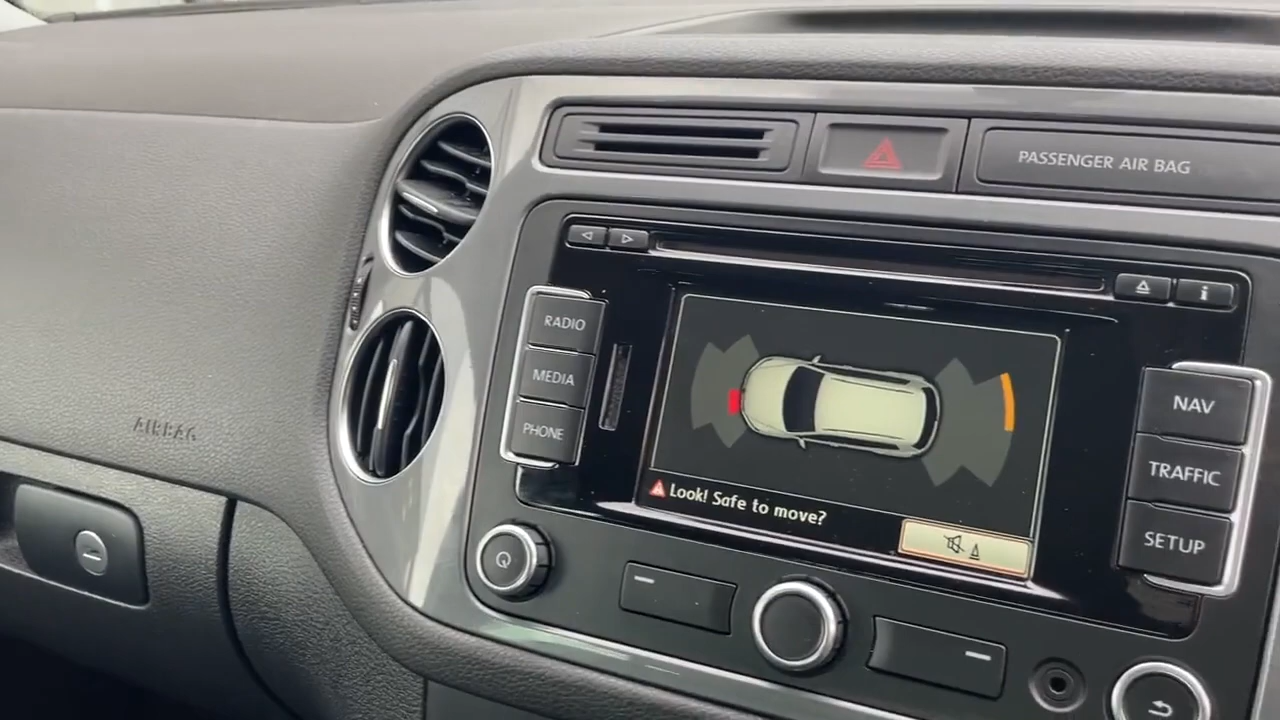 PASSENGER AIR BAG
i
RADIO
MEDIA
PHONE
NAV
TRAFFIC
SETUP
Look! Safe to move?
AIRBAG